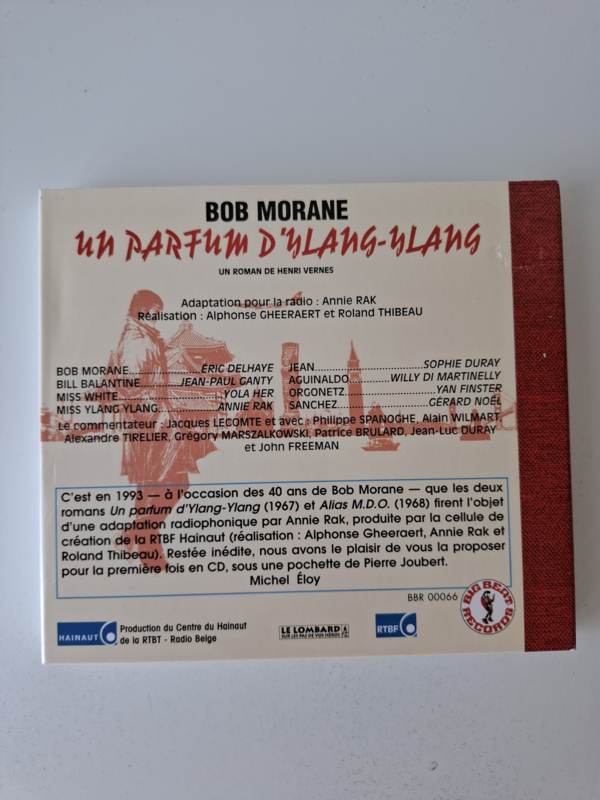 BOB MORANE
UN PARFUM D'YLANG-YLANG
UN ROMAN DE HENRI VERNES
Adaptation pour la radio : Annie RAK
Réalisation : Alphonse GHEERAERT et Roland THIBEAU
BOB MORANE....................ÉRIC DELHAYE
BILL BALANTINE............JEAN-PAUL GANTY
MISS WHITE..............................YOLA HER
MISS YLANG YLANG.................ANNIE RAK
JEAN...............................SOPHIE DURAY
AGUINALDO............WILLY DI MARTINELLY
ORGONETZ........................YAN FINSTER
SANCHEZ.........................GÉRARD NOËL
Le commentateur : Jacques LECOMTE et avec : Philippe SPANOGHE, Alain WILMART,
Alexandre TIRELIER, Grégory MARSZALKOWSKI, Patrice BRULARD, Jean-Luc DURAY
et John FREEMAN
C'est en 1993 — à l'occasion des 40 ans de Bob Morane — que les deux
romans Un parfum d'Ylang-Ylang (1967) et Alias M.D.O. (1968) firent l'objet
d'une adaptation radiophonique par Annie Rak, produite par la cellule de
création de la RTBF Hainaut (réalisation : Alphonse Gheeraert, Annie Rak et
Roland Thibeau). Restée inédite, nous avons le plaisir de vous la proposer
pour la première fois en CD, sous une pochette de Pierre Joubert.
Michel Éloy
BBR 00066
BIG BEAT
RECORDS
HAINAUT
Production du Centre du Hainaut
de la RTBT - Radio Belge
LE LOMBARD
SUR LES PAS DE VOS HÉROS
RTBF